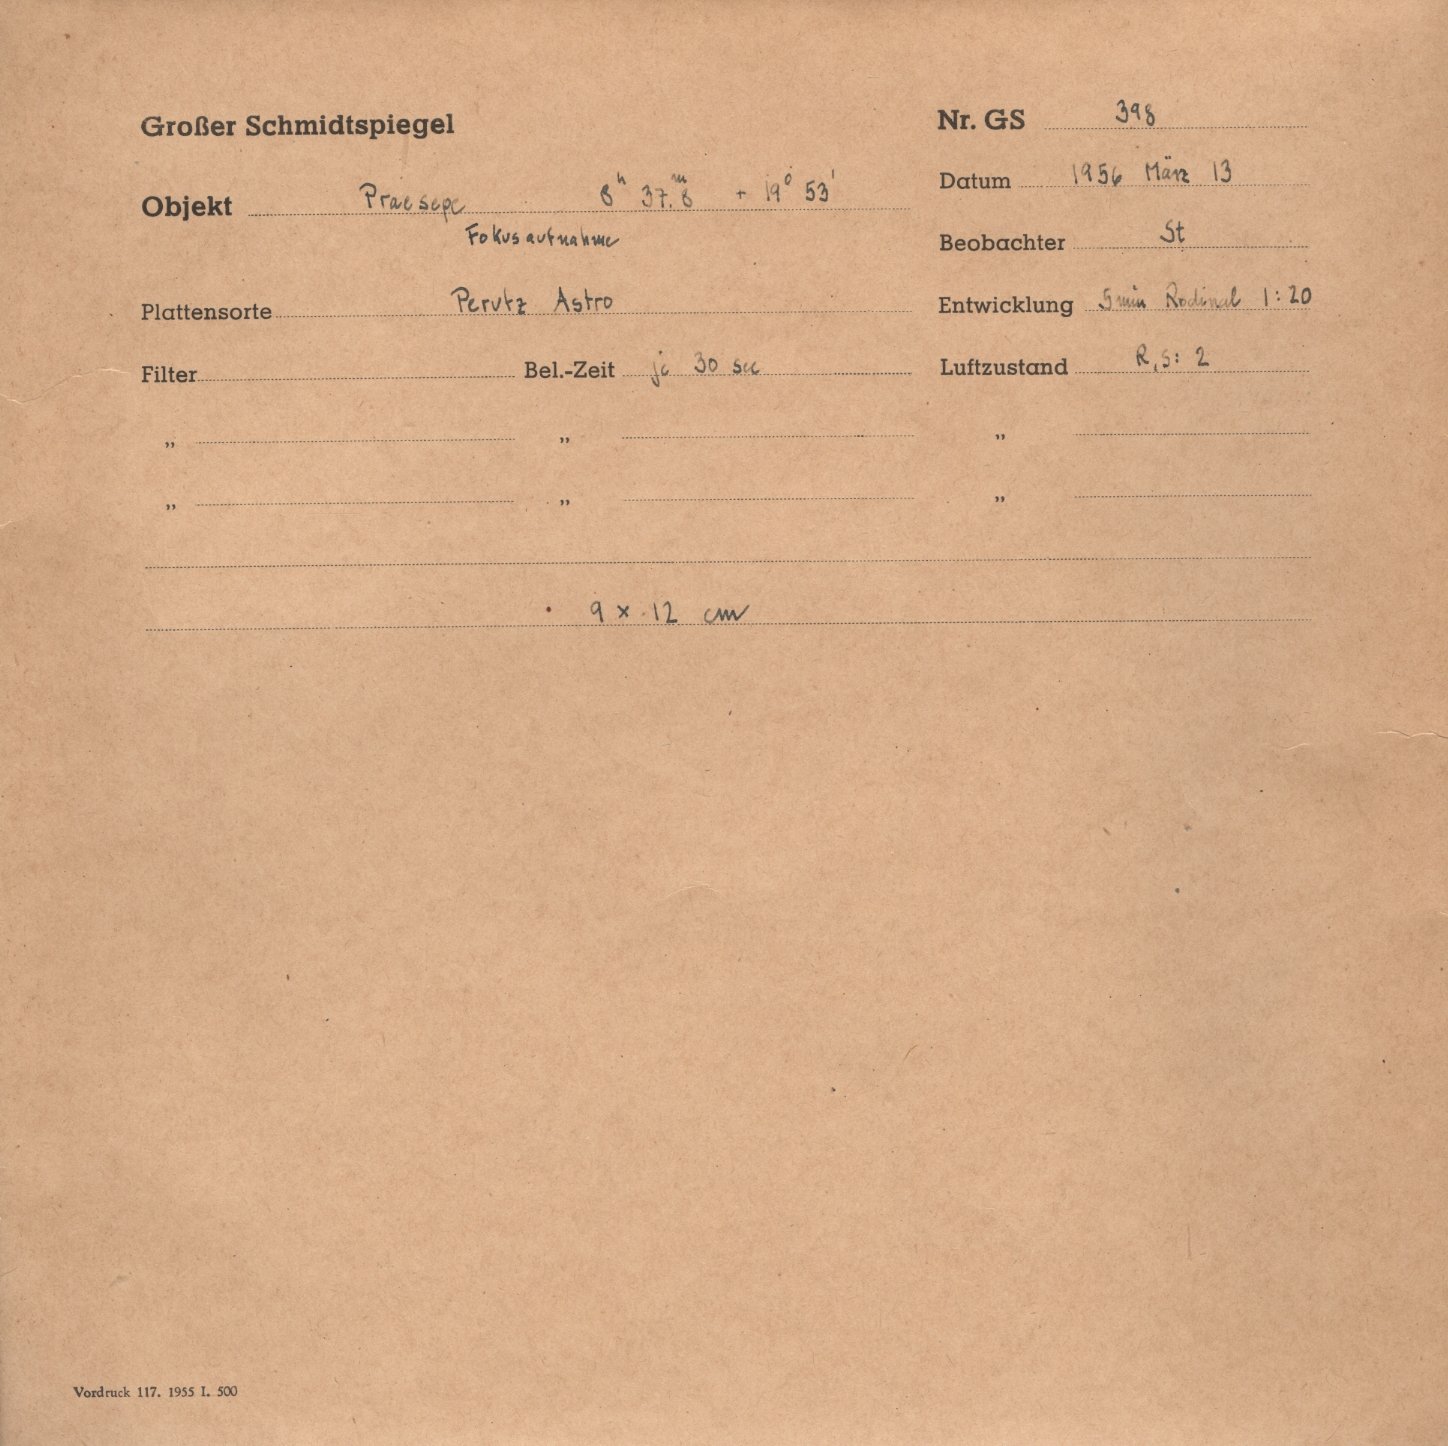 Großer Schmidtspiegel
Nr. GS 398
Datum 1956 März 13
Objekt Praesepe 8h 37.m8 + 19° 53'
Fokusaufnahme
Beobachter St
Plattensorte Perutz Astro
Entwicklung 5 min Rodinal 1:20
Filter Bel.-Zeit je 30 sec
Luftzustand R,S: 2
„ „ „
„ „ „
9 x 12 cm
Vordruck 117. 1955 I. 500